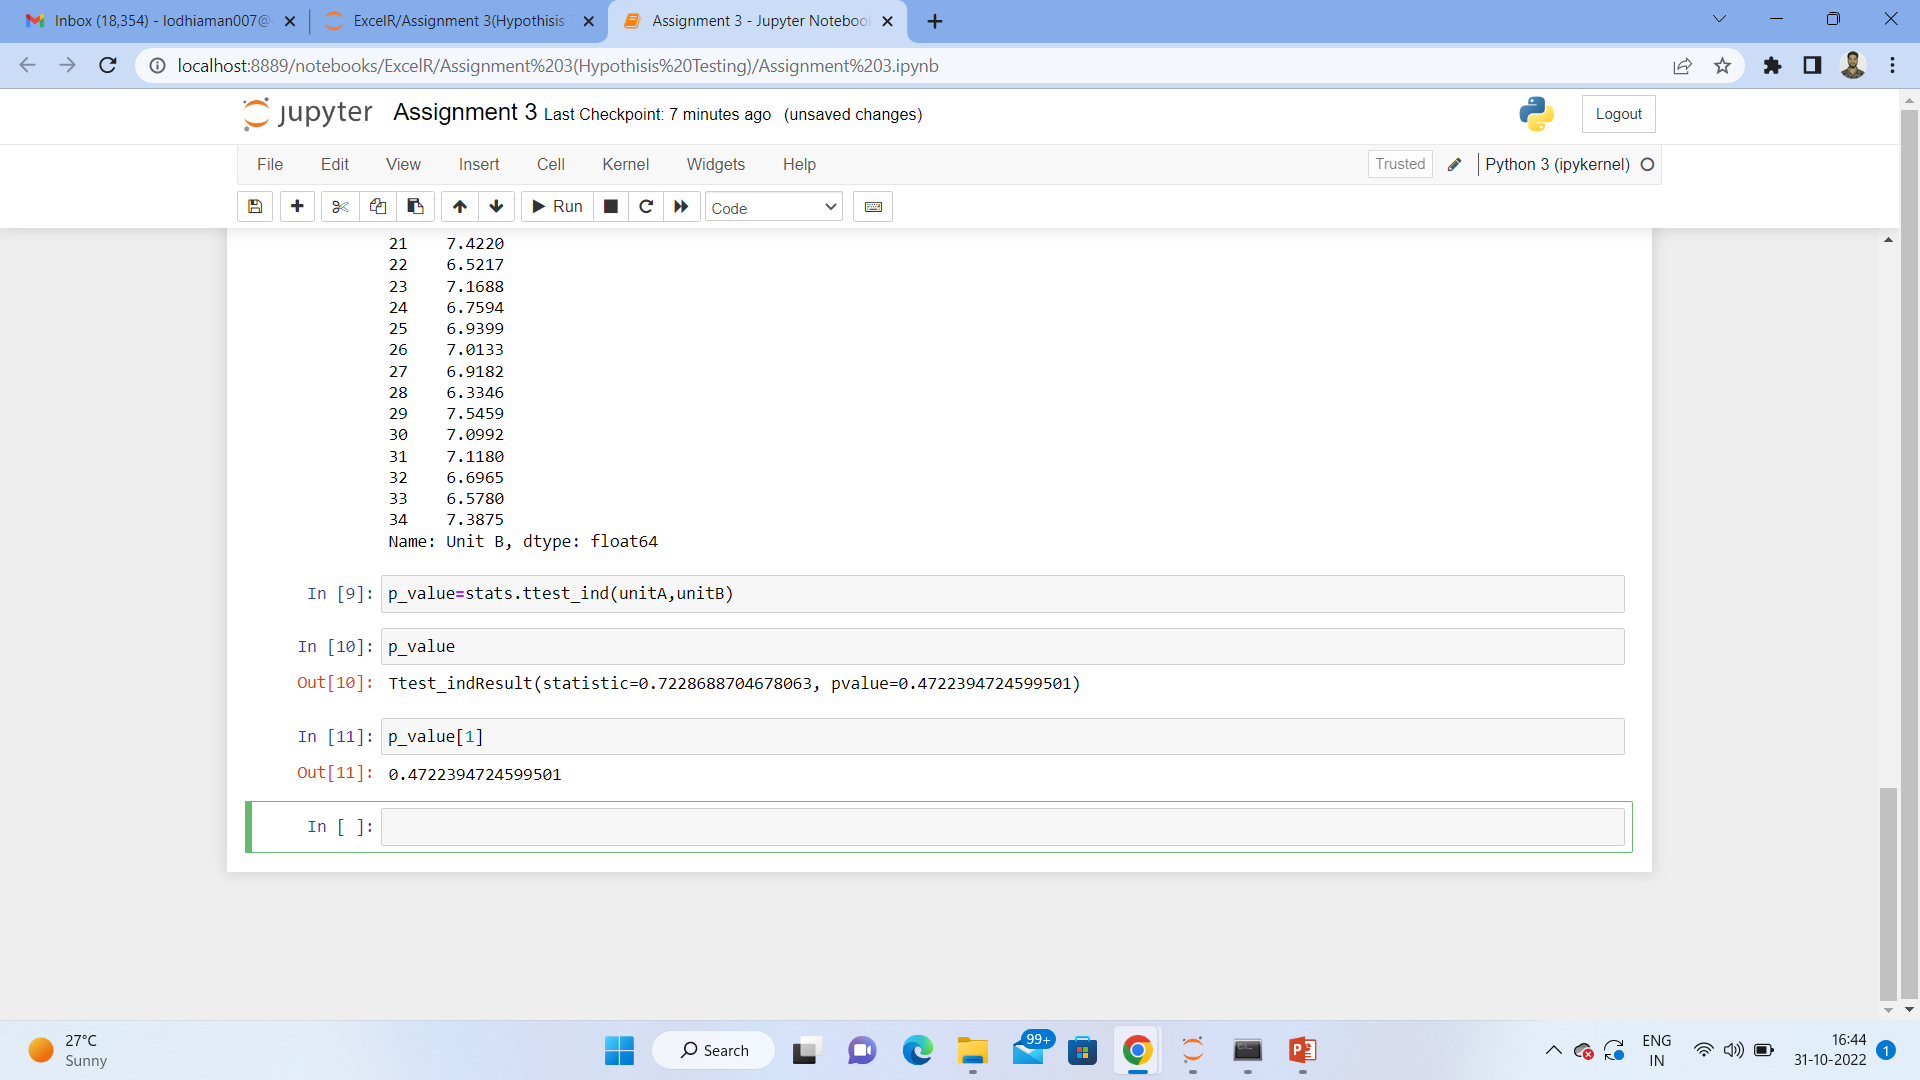 Inbox (18,354) - lodhiaman007@
ExcelR/Assignment 3(Hypothisis
Assignment 3 - Jupyter Notebook
localhost:8889/notebooks/ExcelR/Assignment%203(Hypothisis%20Testing)/Assignment%203.ipynb
jupyter Assignment 3 Last Checkpoint: 7 minutes ago (unsaved changes)
Logout
File Edit View Insert Cell Kernel Widgets Help
Trusted
Python 3 (ipykernel)
Run
Code
21 7.4220
22 6.5217
23 7.1688
24 6.7594
25 6.9399
26 7.0133
27 6.9182
28 6.3346
29 7.5459
30 7.0992
31 7.1180
32 6.6965
33 6.5780
34 7.3875
Name: Unit B, dtype: float64
In [9]: p_value=stats.ttest_ind(unitA,unitB)
In [10]: p_value
Out[10]: Ttest_indResult(statistic=0.7228688704678063, pvalue=0.4722394724599501)
In [11]: p_value[1]
Out[11]: 0.4722394724599501
In [ ]:
27°C
Sunny
Search
99+
ENG
IN
16:44
31-10-2022
1